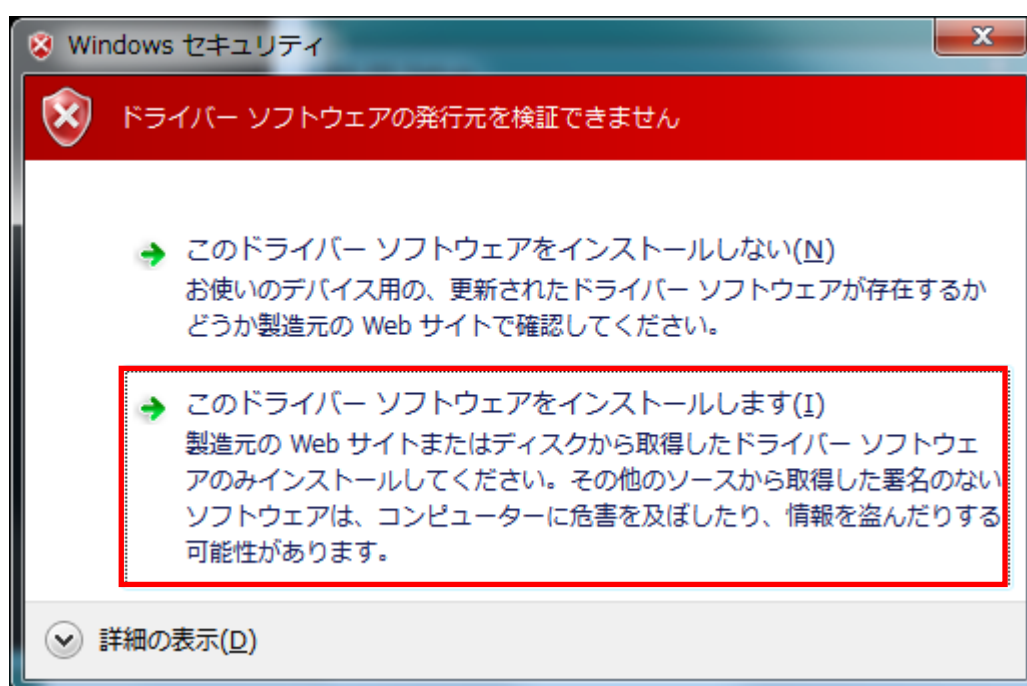 Windows セキュリティ
ドライバー ソフトウェアの発行元を検証できません
このドライバー ソフトウェアをインストールしない(N)
お使いのデバイス用の、更新されたドライバー ソフトウェアが存在するか
どうか製造元の Web サイトで確認してください。
このドライバー ソフトウェアをインストールします(I)
製造元の Web サイトまたはディスクから取得したドライバー ソフトウェ
アのみインストールしてください。その他のソースから取得した署名のない
ソフトウェアは、コンピューターに危害を及ぼしたり、情報を盗んだりする
可能性があります。
詳細の表示(D)